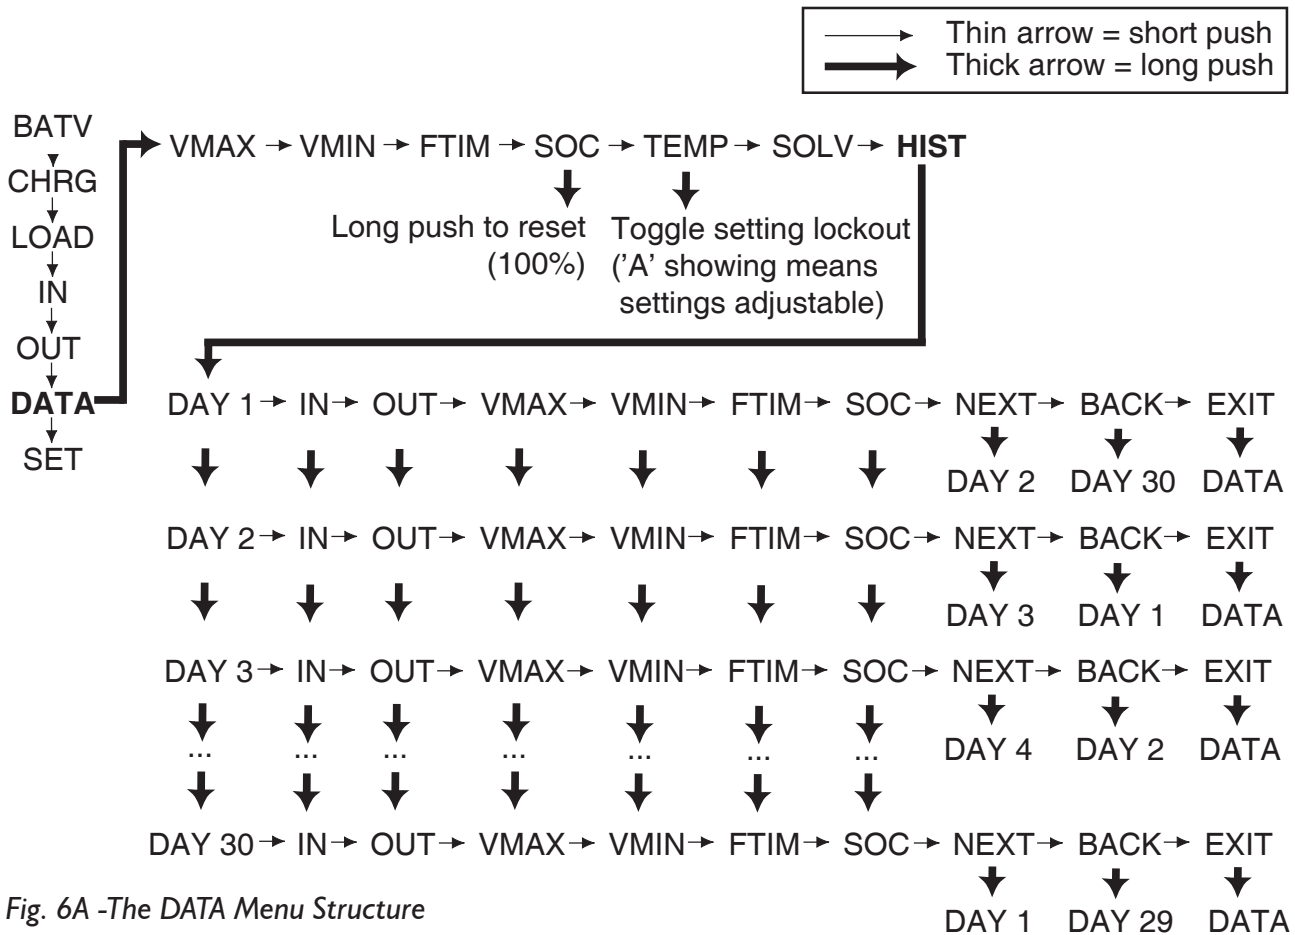 Thin arrow = short push
Thick arrow = long push
BATV
CHRG
LOAD
IN
OUT
DATA
SET
VMAX VMIN FTIM SOC TEMP SOLV HIST
Long push to reset
(100%)
Toggle setting lockout
('A' showing means
settings adjustable)
DAY 1 IN OUT VMAX VMIN FTIM SOC NEXT BACK EXIT
DAY 2 DAY 30 DATA
DAY 2 IN OUT VMAX VMIN FTIM SOC NEXT BACK EXIT
DAY 3 DAY 1 DATA
DAY 3 IN OUT VMAX VMIN FTIM SOC NEXT BACK EXIT
DAY 4 DAY 2 DATA
... ... ... ... ... ... ...
DAY 30 IN OUT VMAX VMIN FTIM SOC NEXT BACK EXIT
DAY 1 DAY 29 DATA
Fig. 6A -The DATA Menu Structure